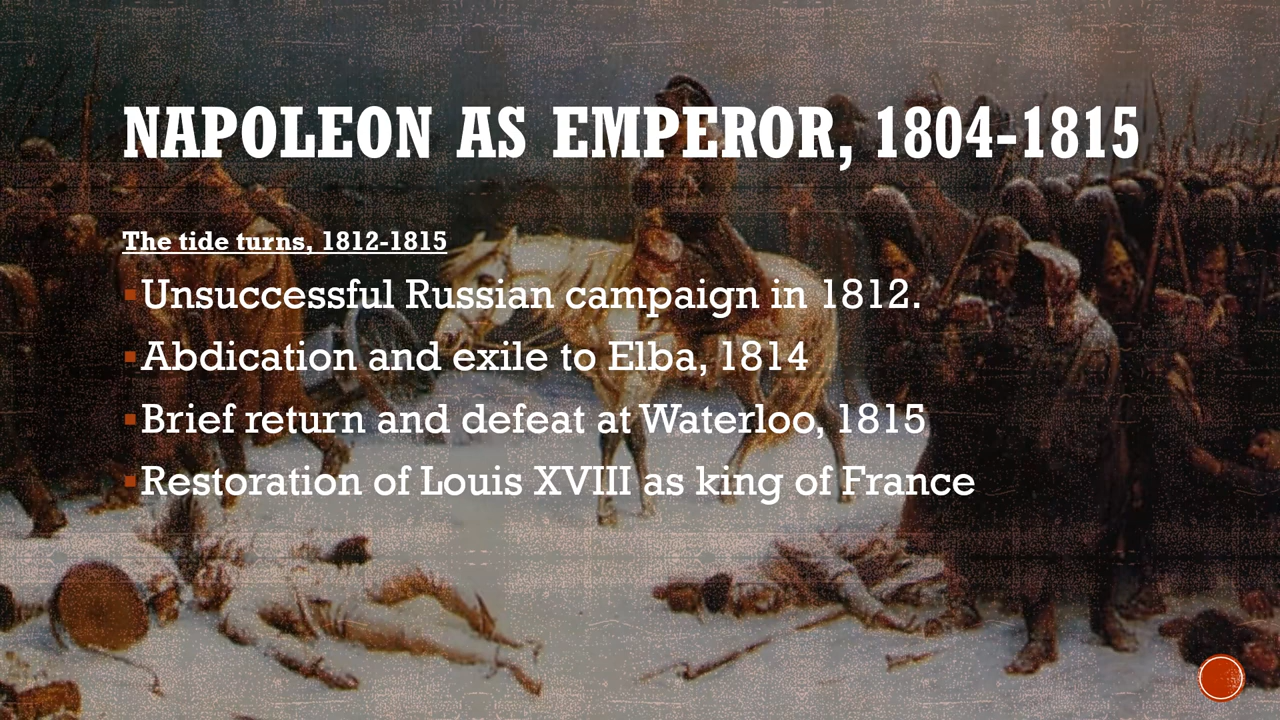 NAPOLEON AS EMPEROR, 1804-1815
The tide turns, 1812-1815
Unsuccessful Russian campaign in 1812.
Abdication and exile to Elba, 1814
Brief return and defeat at Waterloo, 1815
Restoration of Louis XVIII as king of France